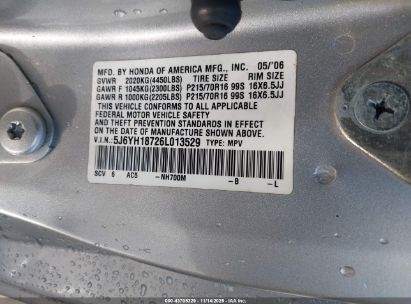 MFD. BY HONDA OF AMERICA MFG., INC. 05/'06
GVWR 2020KG(4450LBS) TIRE SIZE RIM SIZE
GAWR F 1045KG(2300LBS) P215/70R16 99S 16X6.5JJ
GAWR R 1000KG(2205LBS) P215/70R16 99S 16X6.5JJ
THIS VEHICLE CONFORMS TO ALL APPLICABLE
FEDERAL MOTOR VEHICLE SAFETY
AND THEFT PREVENTION STANDARDS IN EFFECT ON
THE DATE OF MANUFACTURE SHOWN ABOVE.
V.I.N.: 5J6YH18726L013529 TYPE: MPV
SCV 6 AC5 -NH700M -B -L